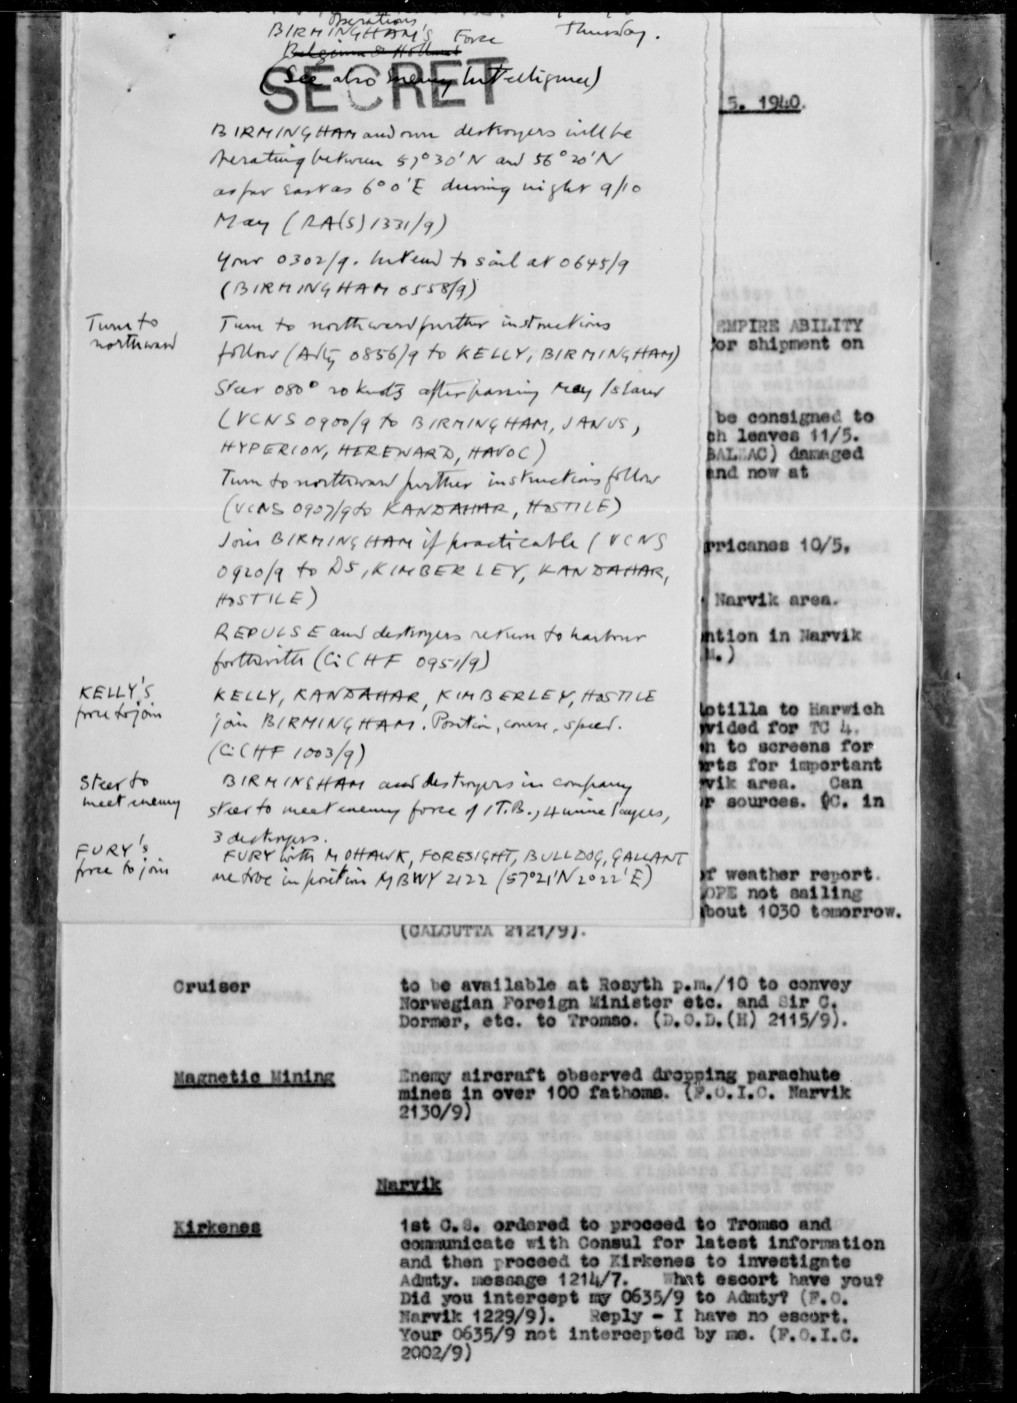 Operations
BIRMINGHAM's Force Thursday.
Belgium & Holland
(See also Enemy Intelligence)
SECRET
5. 1940.
BIRMINGHAM and nine destroyers will be
operating between 57°30'N and 56°20'N
as far East as 6°0'E during night 9/10
May (RA(S) 1331/9)
Your 0302/9. Intend to sail at 0645/9
(BIRMINGHAM 0558/9)
Turn to
northward
Turn to northward further instructions
follow (Adty 0856/9 to KELLY, BIRMINGHAM)
Steer 080° 20 knots after passing May Island
(VCNS 0900/9 to BIRMINGHAM, JANUS,
HYPERION, HEREWARD, HAVOC)
Turn to northward further instructions follow
(VCNS 0907/9 to KANDAHAR, HOSTILE)
Join BIRMINGHAM if practicable (VCNS
0920/9 to D5, KIMBERLEY, KANDAHAR,
HOSTILE)
REPULSE and destroyers return to harbour
forthwith (CinCHF 0951/9)
KELLY's
force to join
KELLY, KANDAHAR, KIMBERLEY, HOSTILE
join BIRMINGHAM. Position, course, speed.
(CinCHF 1003/9)
Steer to
meet enemy
BIRMINGHAM and destroyers in company
steer to meet enemy force of 1 T.B., 4 mine layers,
3 destroyers.
FURY's
force to join
FURY with MOHAWK, FORESIGHT, BULLDOG, GALLANT
in position MBWY 2122 (57°21'N 2°22'E)
EMPIRE ABILITY
for shipment on
be consigned to
ch leaves 11/5.
BALZAC) damaged
and now at
rricanes 10/5.
Narvik area.
ntion in Narvik
M.)
lotilla to Harwich
vided for TC 4.
n to screens for
rts for important
vik area. Can
r sources. (C. in
of weather report.
OPE not sailing
about 1030 tomorrow.
(CALCUTTA 2121/9).
Cruiser
to be available at Rosyth p.m./10 to convey
Norwegian Foreign Minister etc. and Sir C.
Dormer, etc. to Tromso. (D.O.D.(H) 2115/9).
Magnetic Mining
Enemy aircraft observed dropping parachute
mines in over 100 fathoms. (F.O.I.C. Narvik
2130/9)
Narvik
Kirkenes
1st C.S. ordered to proceed to Tromso and
communicate with Consul for latest information
and then proceed to Kirkenes to investigate
Admty. message 1214/7. What escort have you?
Did you intercept my 0635/9 to Admty? (F.O.
Narvik 1229/9). Reply - I have no escort.
Your 0635/9 not intercepted by me. (F.O.I.C.
2002/9)